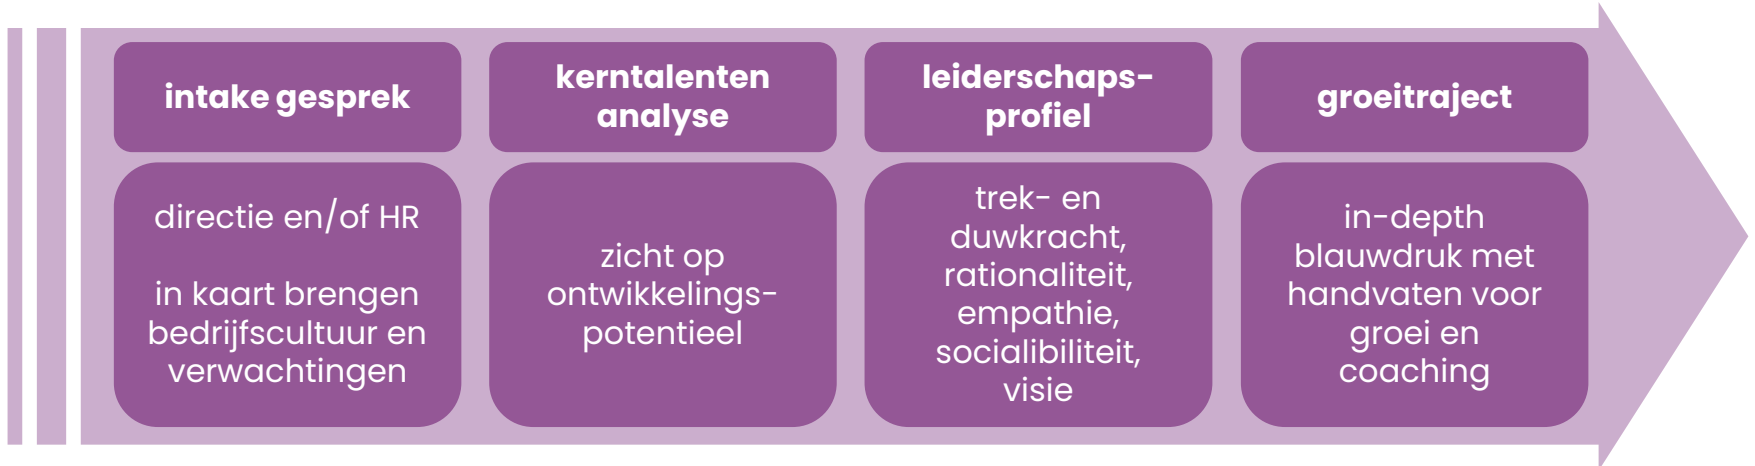 intake gesprek
directie en/of HR
in kaart brengen
bedrijfscultuur en
verwachtingen
kerntalenten
analyse
zicht op
ontwikkelings-
potentieel
leiderschaps-
profiel
trek- en
duwkracht,
rationaliteit,
empathie,
socialibiliteit,
visie
groeitraject
in-depth
blauwdruk met
handvaten voor
groei en
coaching